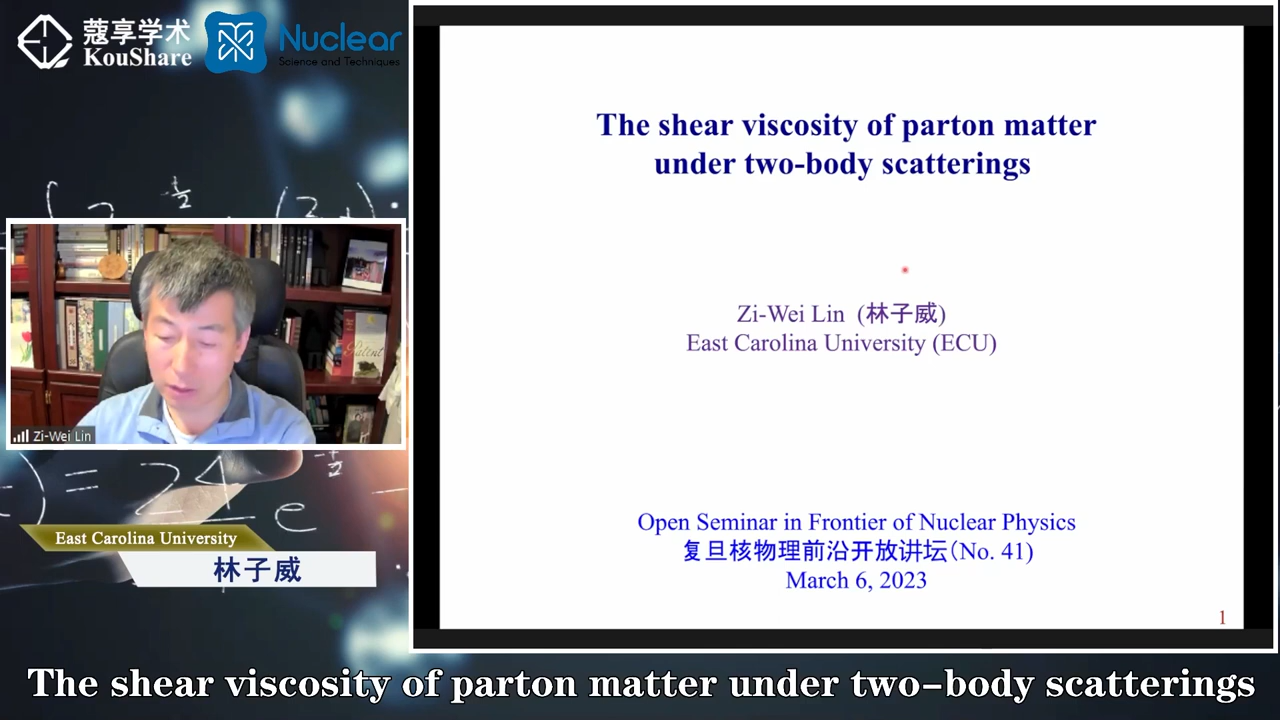 蔻享学术
KouShare
Nuclear
Science and Techniques
The shear viscosity of parton matter
under two-body scatterings
Zi-Wei Lin (林子威)
East Carolina University (ECU)
Open Seminar in Frontier of Nuclear Physics
复旦核物理前沿开放讲坛(No. 41)
March 6, 2023
1
Zi-Wei Lin
) = 24 e
East Carolina University
林子威
The shear viscosity of parton matter under two-body scatterings